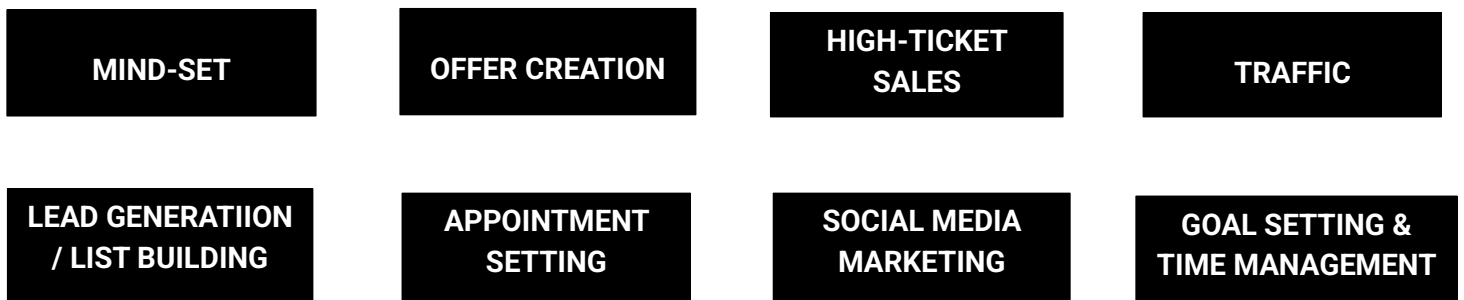 MIND-SET
OFFER CREATION
HIGH-TICKET
SALES
TRAFFIC
LEAD GENERATIION
/ LIST BUILDING
APPOINTMENT
SETTING
SOCIAL MEDIA
MARKETING
GOAL SETTING &
TIME MANAGEMENT